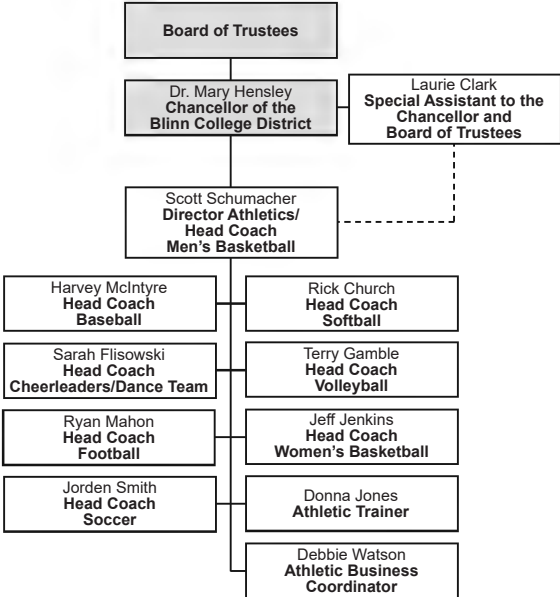 Board of Trustees
Dr. Mary Hensley
Chancellor of the
Blinn College District
Laurie Clark
Special Assistant to the
Chancellor and
Board of Trustees
Scott Schumacher
Director Athletics/
Head Coach
Men's Basketball
Harvey McIntyre
Head Coach
Baseball
Rick Church
Head Coach
Softball
Sarah Flisowski
Head Coach
Cheerleaders/Dance Team
Terry Gamble
Head Coach
Volleyball
Ryan Mahon
Head Coach
Football
Jeff Jenkins
Head Coach
Women's Basketball
Jorden Smith
Head Coach
Soccer
Donna Jones
Athletic Trainer
Debbie Watson
Athletic Business
Coordinator